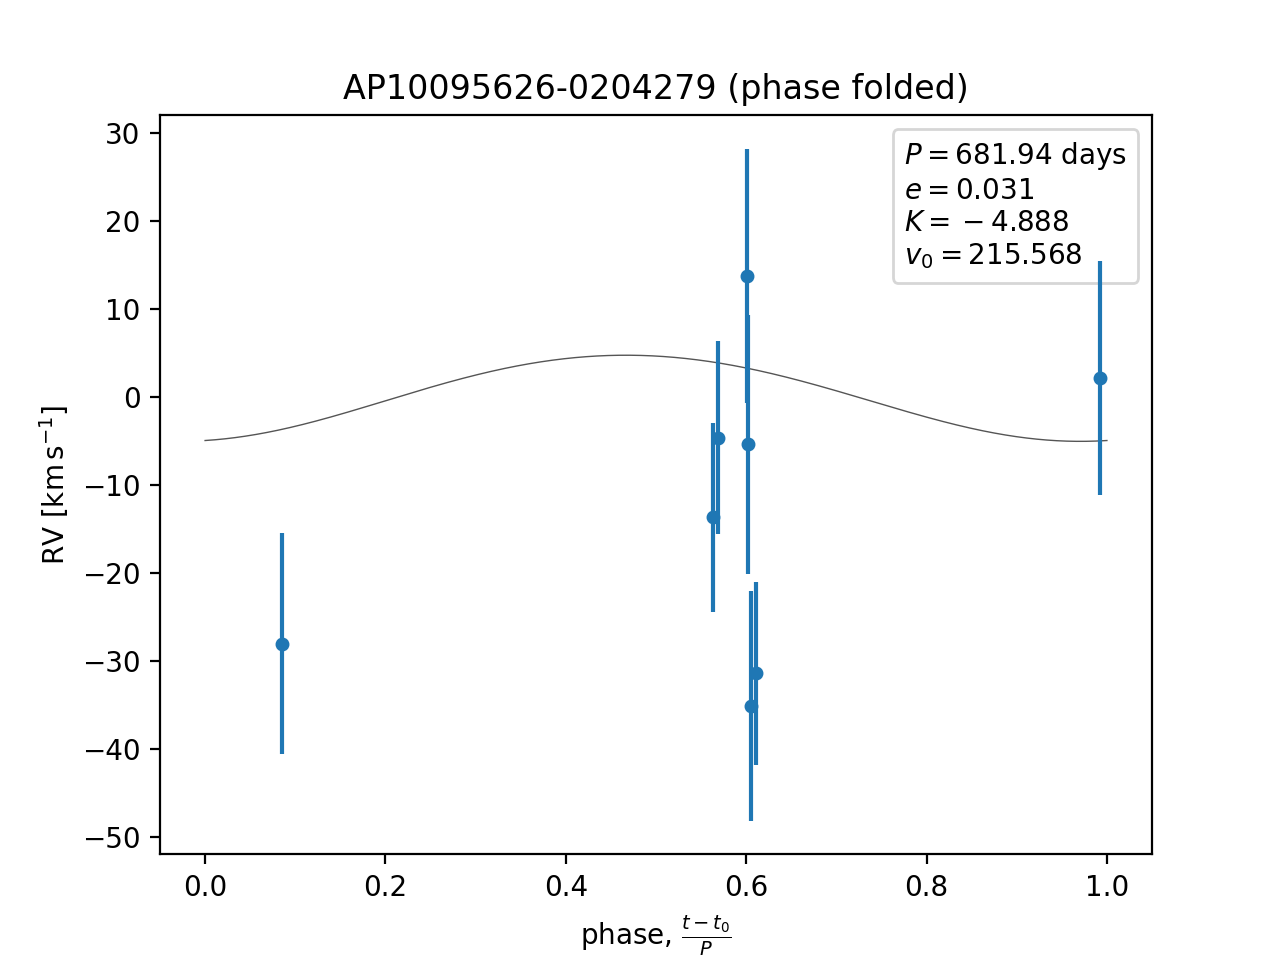 AP10095626-0204279 (phase folded)
P = 681.94 days
e = 0.031
K = −4.888
v₀ = 215.568
30
20
10
0
−10
−20
−30
−40
−50
RV [km s⁻¹]
0.0 0.2 0.4 0.6 0.8 1.0
phase, (t − t₀)/P